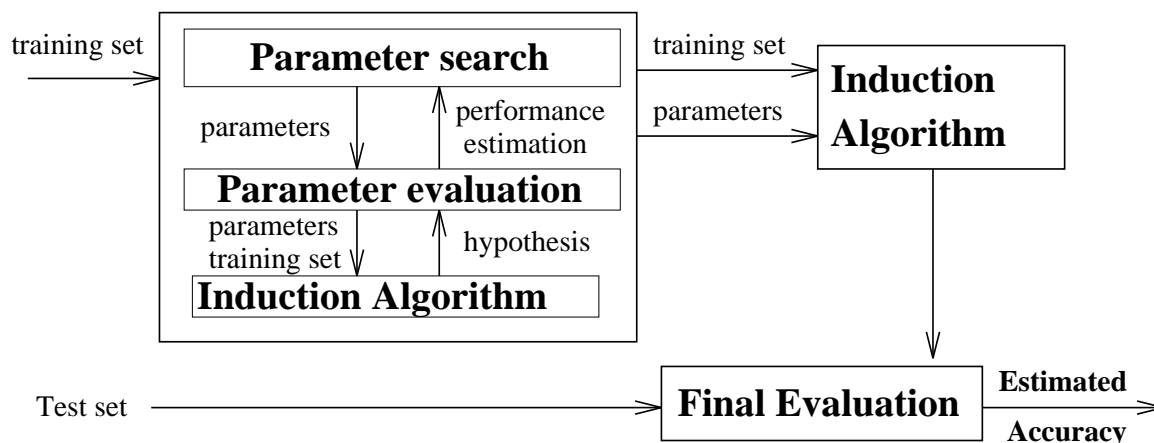 training set
Parameter search
parameters
performance
estimation
Parameter evaluation
parameters
training set
hypothesis
Induction Algorithm
training set
parameters
Induction
Algorithm
Test set
Final Evaluation
Estimated
Accuracy